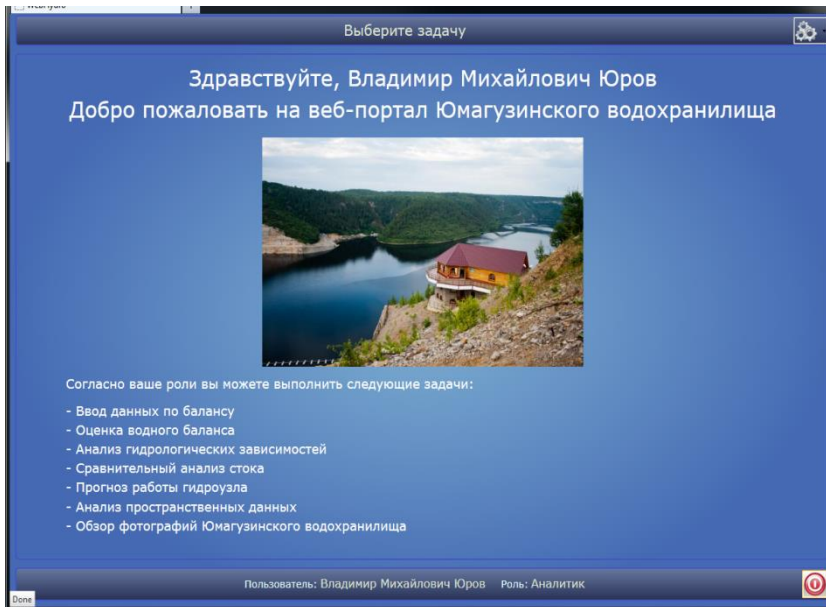 Выберите задачу
Здравствуйте, Владимир Михайлович Юров
Добро пожаловать на веб-портал Юмагузинского водохранилища
Согласно ваше роли вы можете выполнить следующие задачи:
- Ввод данных по балансу
- Оценка водного баланса
- Анализ гидрологических зависимостей
- Сравнительный анализ стока
- Прогноз работы гидроузла
- Анализ пространственных данных
- Обзор фотографий Юмагузинского водохранилища
Пользователь: Владимир Михайлович Юров Роль: Аналитик
Done